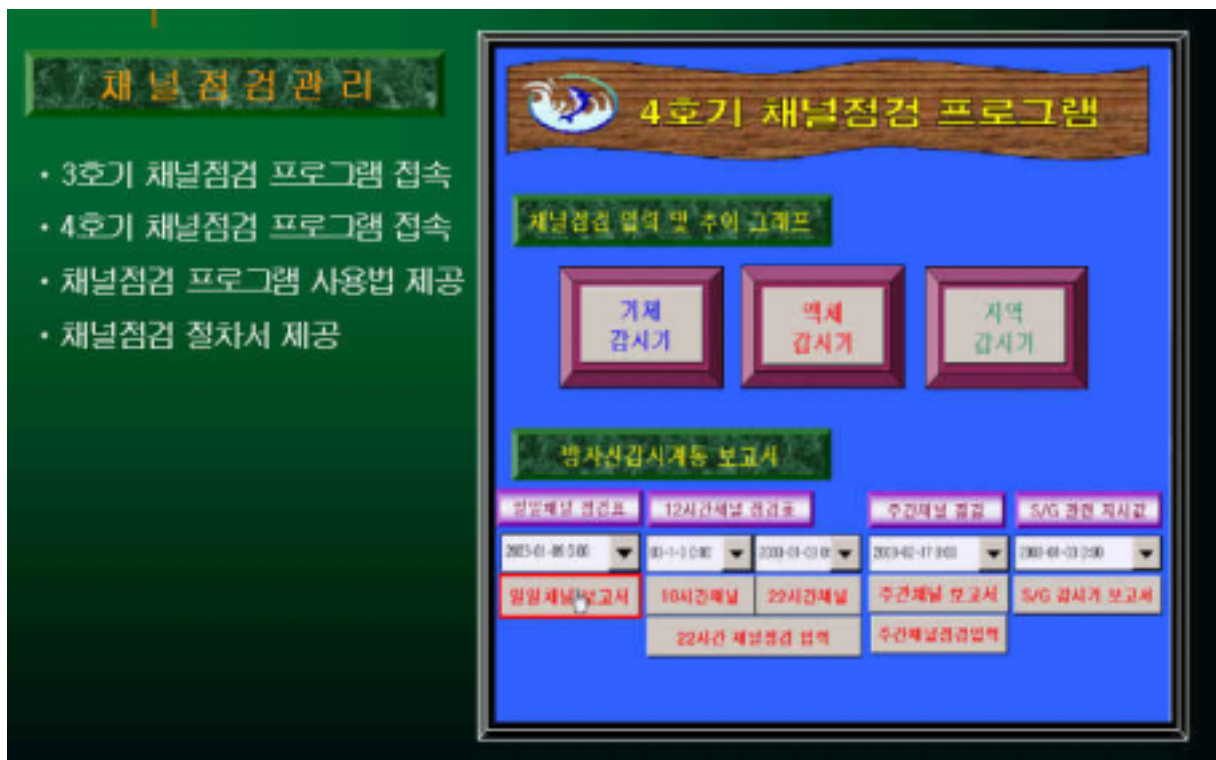 채널점검관리
· 3호기 채널점검 프로그램 접속
· 4호기 채널점검 프로그램 접속
· 채널점검 프로그램 사용법 제공
· 채널점검 절차서 제공
4호기 채널점검 프로그램
채널점검 입력 및 추이 그래프
기체
감시기
액체
감시기
지역
감시기
방사선감시계통 보고서
일일채널 점검표
12시간채널 점검표
주간채널 점검
S/G 관련 지시값
일일채널 보고서
10시간채널
22시간채널
주간채널 보고서
S/G 감시기 보고서
22시간 채널점검 입력
주간채널점검입력